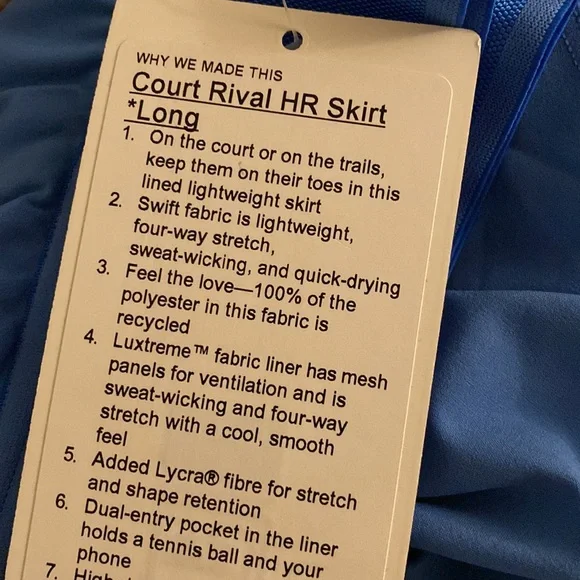 WHY WE MADE THIS
Court Rival HR Skirt
*Long
1. On the court or on the trails,
keep them on their toes in this
lined lightweight skirt
2. Swift fabric is lightweight,
four-way stretch,
sweat-wicking, and quick-drying
3. Feel the love—100% of the
polyester in this fabric is
recycled
4. Luxtreme™ fabric liner has mesh
panels for ventilation and is
sweat-wicking and four-way
stretch with a cool, smooth
feel
5. Added Lycra® fibre for stretch
and shape retention
6. Dual-entry pocket in the liner
holds a tennis ball and your
phone
7.